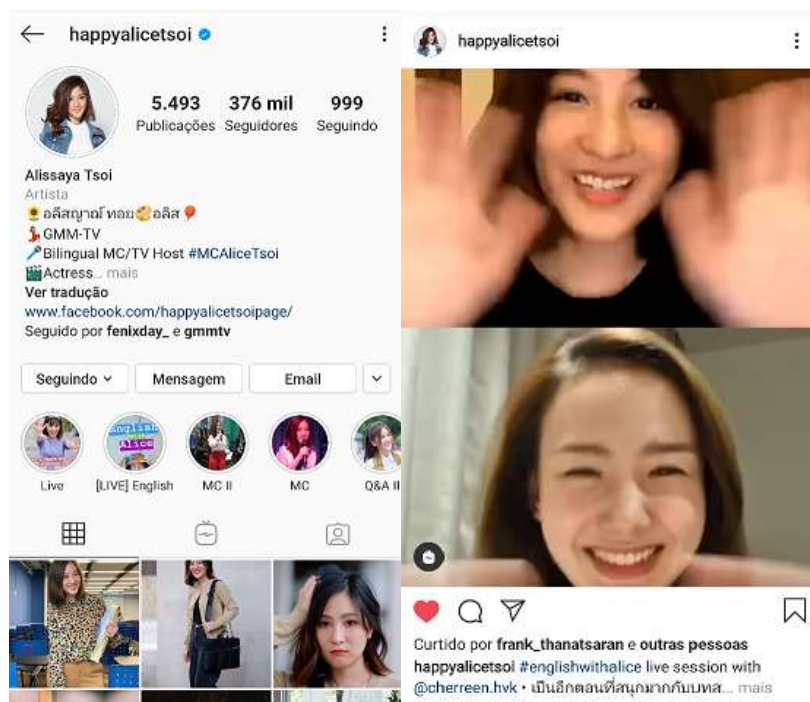 happyalicetsoi
5.493 376 mil 999
Publicações Seguidores Seguindo
Alissaya Tsoi
Artista
🌻อลิสญาณ์ ทอย🎨อลิส🎈
💃GMM-TV
🎤Bilingual MC/TV Host #MCAliceTsoi
🎬Actress... mais
Ver tradução
www.facebook.com/happyalicetsoipage/
Seguido por fenixday_ e gmmtv
Seguindo Mensagem Email
English
Alice
Live [LIVE] English MC II MC Q&A II
happyalicetsoi
Curtido por frank_thanatsaran e outras pessoas
happyalicetsoi #englishwithalice live session with
@cherreen.hvk • เป็นอีกตอนที่สนุกมากกับบทส... mais